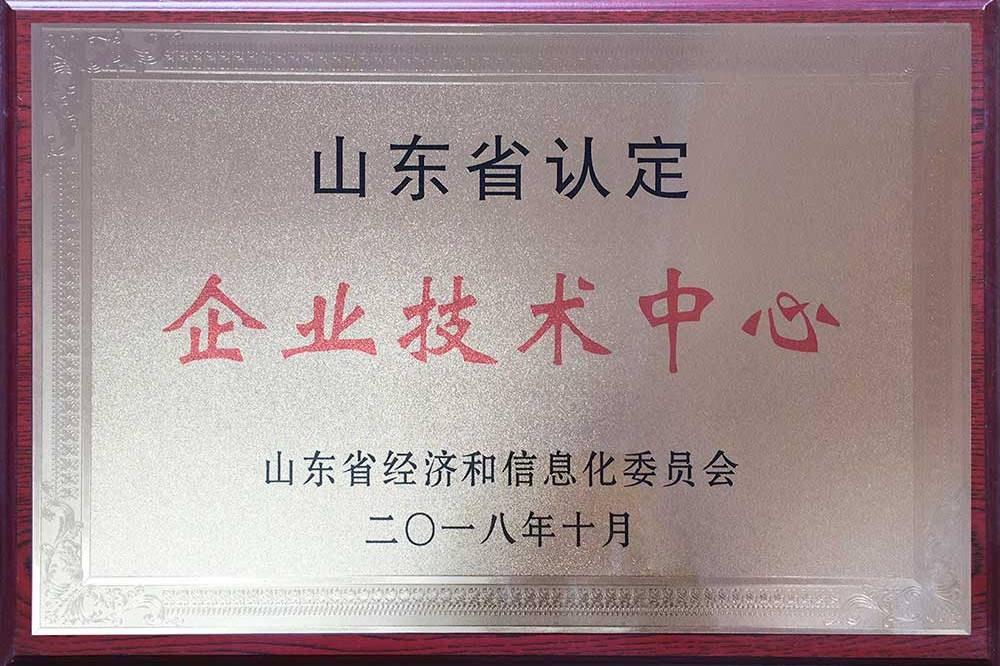 山东省认定
企业技术中心
山东省经济和信息化委员会
二〇一八年十月